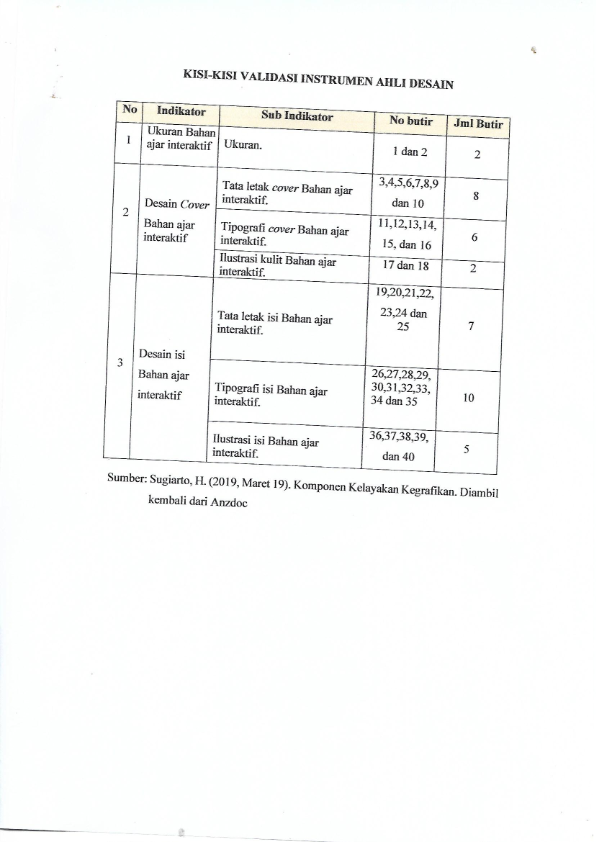 KISI-KISI VALIDASI INSTRUMEN AHLI DESAIN
No Indikator Sub Indikator No butir Jml Butir
1 Ukuran Bahan ajar interaktif Ukuran. 1 dan 2 2
2 Desain Cover Bahan ajar interaktif
Tata letak cover Bahan ajar interaktif. 3,4,5,6,7,8,9 dan 10 8
Tipografi cover Bahan ajar interaktif. 11,12,13,14, 15, dan 16 6
Ilustrasi kulit Bahan ajar interaktif. 17 dan 18 2
3 Desain isi Bahan ajar interaktif
Tata letak isi Bahan ajar interaktif. 19,20,21,22, 23,24 dan 25 7
Tipografi isi Bahan ajar interaktif. 26,27,28,29, 30,31,32,33, 34 dan 35 10
Ilustrasi isi Bahan ajar interaktif. 36,37,38,39, dan 40 5
Sumber: Sugiarto, H. (2019, Maret 19). Komponen Kelayakan Kegrafikan. Diambil
kembali dari Anzdoc